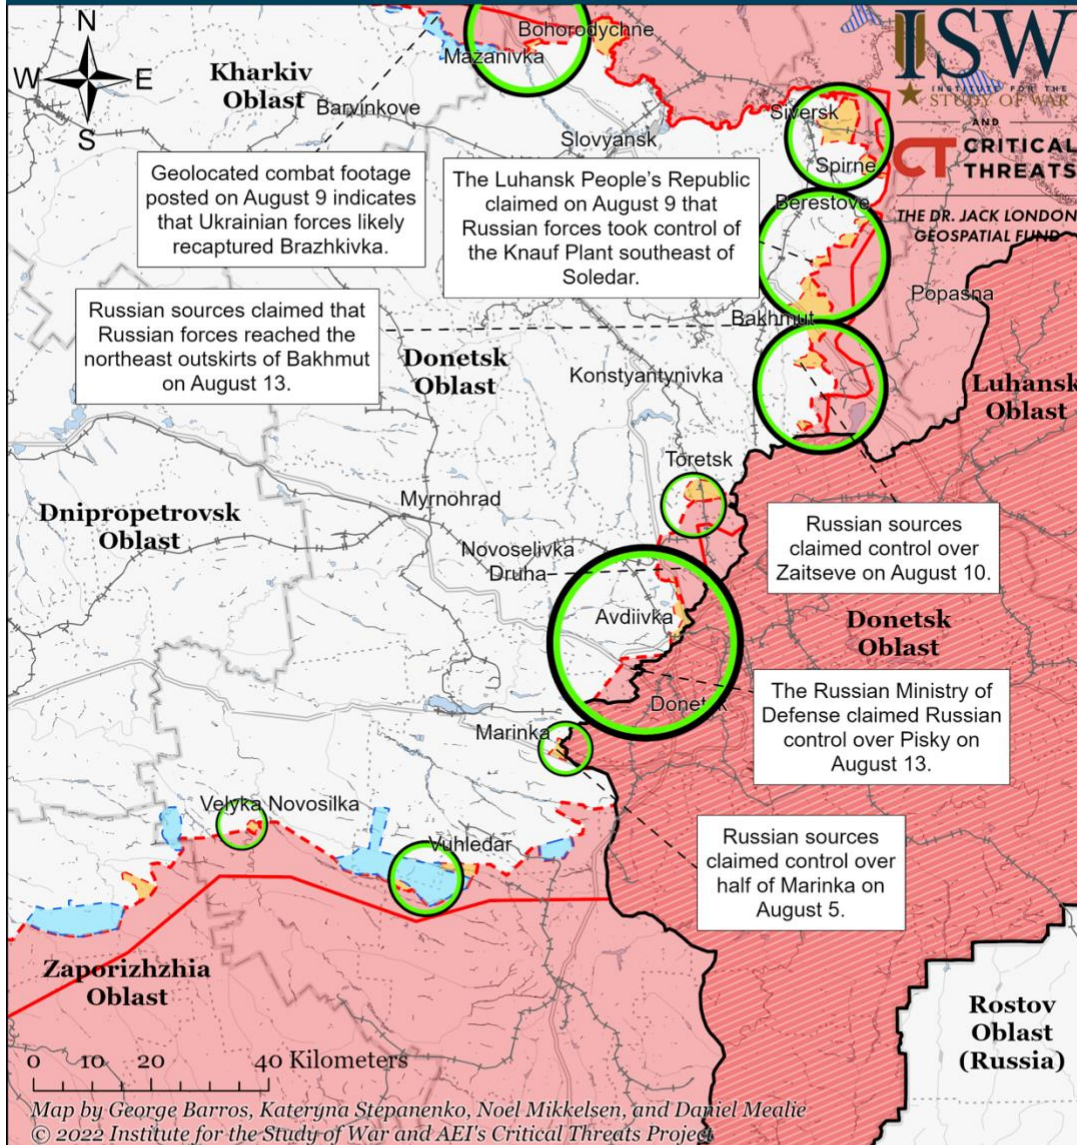 N
W E
S
ISW
INSTITUTE FOR THE
STUDY OF WAR
AND
CT CRITICAL
THREATS
THE DR. JACK LONDON
GEOSPATIAL FUND
Bohorodychne
Mazanivka
Kharkiv
Oblast
Barvinkove
Slovyansk
Siversk
Spirne
Berestove
Geolocated combat footage
posted on August 9 indicates
that Ukrainian forces likely
recaptured Brazhkivka.
The Luhansk People's Republic
claimed on August 9 that
Russian forces took control of
the Knauf Plant southeast of
Soledar.
Russian sources claimed that
Russian forces reached the
northeast outskirts of Bakhmut
on August 13.
Popasna
Bakhmut
Donetsk
Oblast
Konstyantynivka
Luhansk
Oblast
Toretsk
Myrnohrad
Dnipropetrovsk
Oblast
Novoselivka
Druha
Russian sources
claimed control over
Zaitseve on August 10.
Avdiivka
Donetsk
Oblast
Donetsk
The Russian Ministry of
Defense claimed Russian
control over Pisky on
August 13.
Marinka
Velyka Novosilka
Vuhledar
Russian sources
claimed control over
half of Marinka on
August 5.
Zaporizhzhia
Oblast
Rostov
Oblast
(Russia)
0 10 20 40 Kilometers
Map by George Barros, Kateryna Stepanenko, Noel Mikkelsen, and Daniel Mealie
© 2022 Institute for the Study of War and AEI's Critical Threats Project